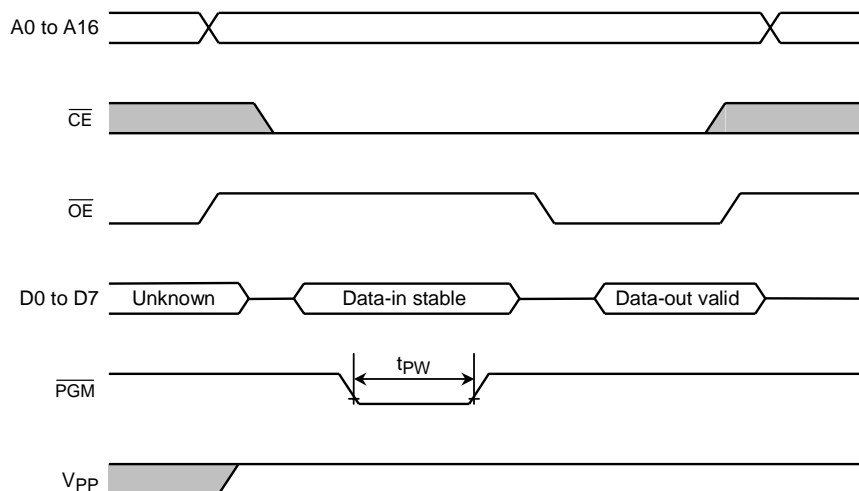 A0 to A16
CE
OE
D0 to D7 Unknown Data-in stable Data-out valid
tPW
PGM
VPP